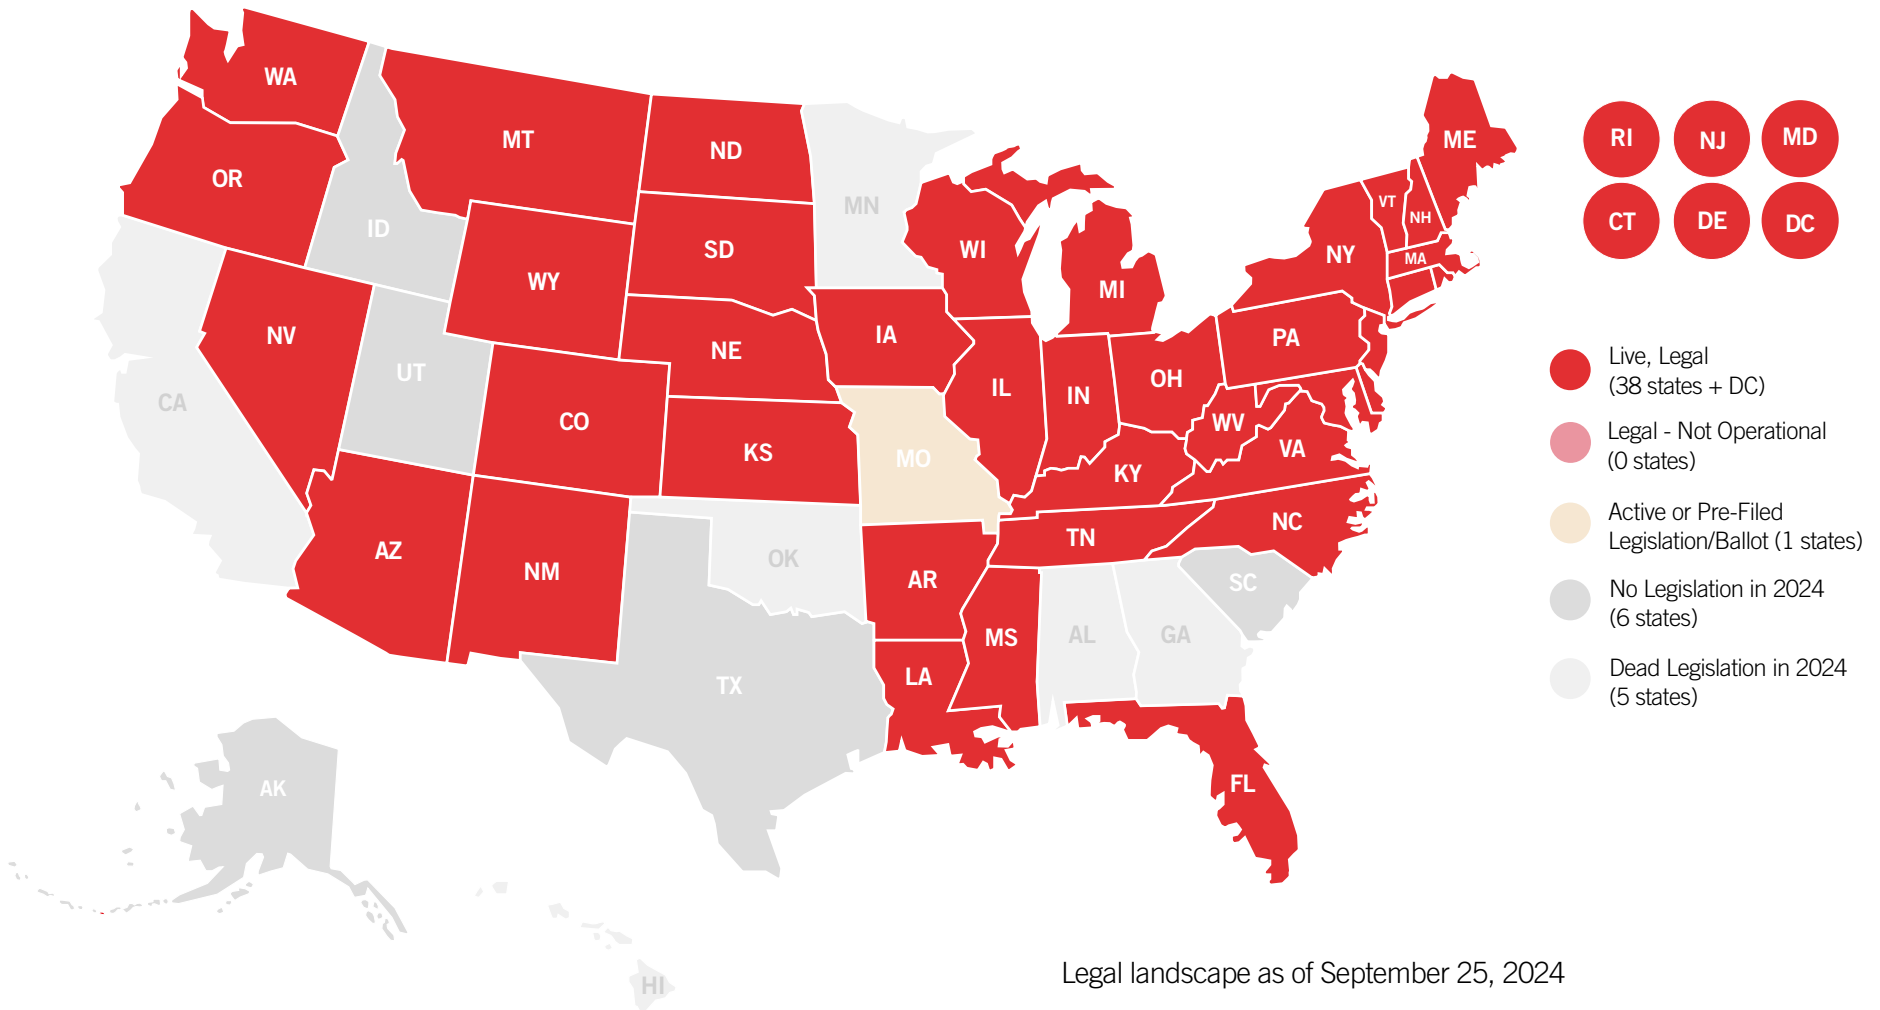 WA
MT
ND
MN
OR
ID
SD
WI
WY
MI
NY
VT
NH
ME
MA
NV
UT
NE
IA
PA
CA
CO
KS
MO
IL
IN
OH
WV
VA
KY
AZ
NM
OK
AR
TN
NC
SC
TX
LA
MS
AL
GA
FL
AK
HI
RI
NJ
MD
CT
DE
DC
Live, Legal
(38 states + DC)
Legal - Not Operational
(0 states)
Active or Pre-Filed
Legislation/Ballot (1 states)
No Legislation in 2024
(6 states)
Dead Legislation in 2024
(5 states)
Legal landscape as of September 25, 2024